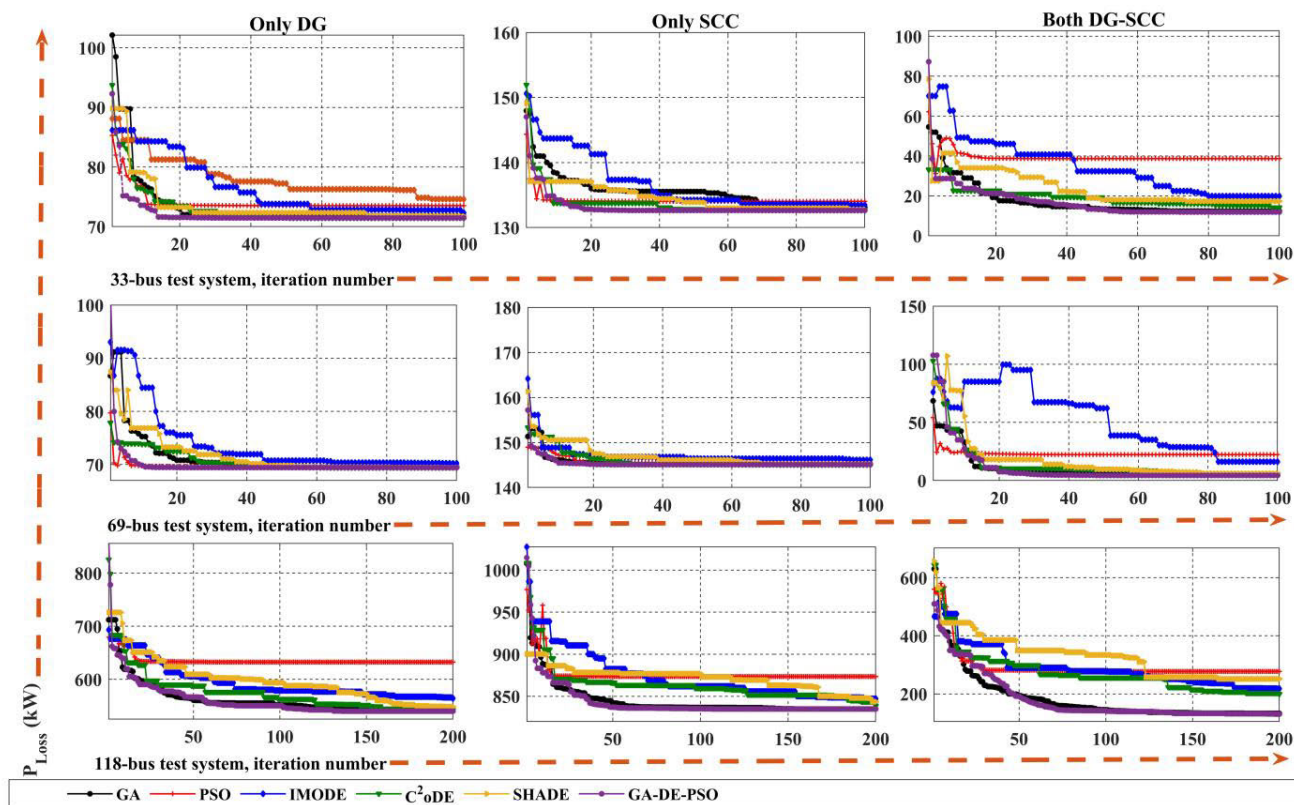 Only DG
Only SCC
Both DG-SCC
100
90
80
70
20 40 60 80 100
160
150
140
130
20 40 60 80 100
100
80
60
40
20
0
20 40 60 80 100
33-bus test system, iteration number
100
90
80
70
20 40 60 80 100
180
170
160
150
140
20 40 60 80 100
150
100
50
0
20 40 60 80 100
69-bus test system, iteration number
800
700
600
50 100 150 200
1000
950
900
850
50 100 150 200
600
400
200
50 100 150 200
118-bus test system, iteration number
P_Loss (kW)
GA PSO IMODE C²oDE SHADE GA-DE-PSO